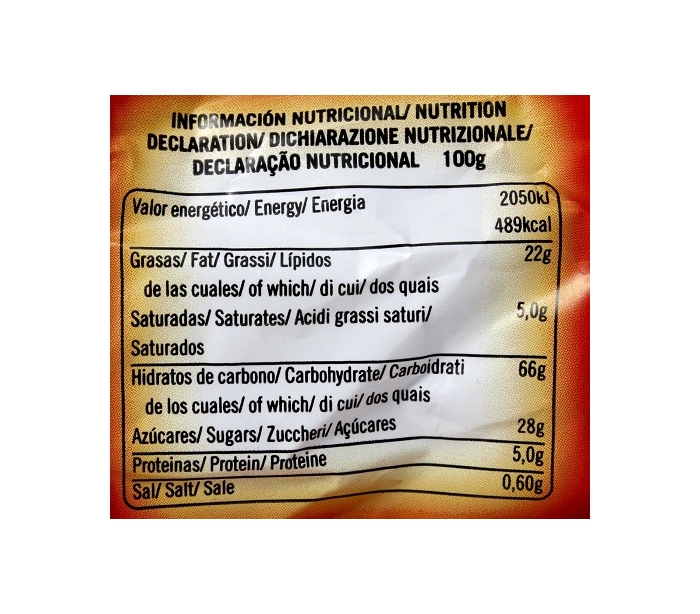 INFORMACIÓN NUTRICIONAL/ NUTRITION
DECLARATION/ DICHIARAZIONE NUTRIZIONALE/
DECLARAÇÃO NUTRICIONAL 100g
Valor energético/ Energy/ Energia 2050kJ
489kcal
Grasas/ Fat/ Grassi/ Lípidos 22g
de las cuales/ of which/ di cui/ dos quais
Saturadas/ Saturates/ Acidi grassi saturi/ 5,0g
Saturados
Hidratos de carbono/ Carbohydrate/ Carboidrati 66g
de los cuales/ of which/ di cui/ dos quais
Azúcares/ Sugars/ Zuccheri/ Açúcares 28g
Proteinas/ Protein/ Proteine 5,0g
Sal/ Salt/ Sale 0,60g